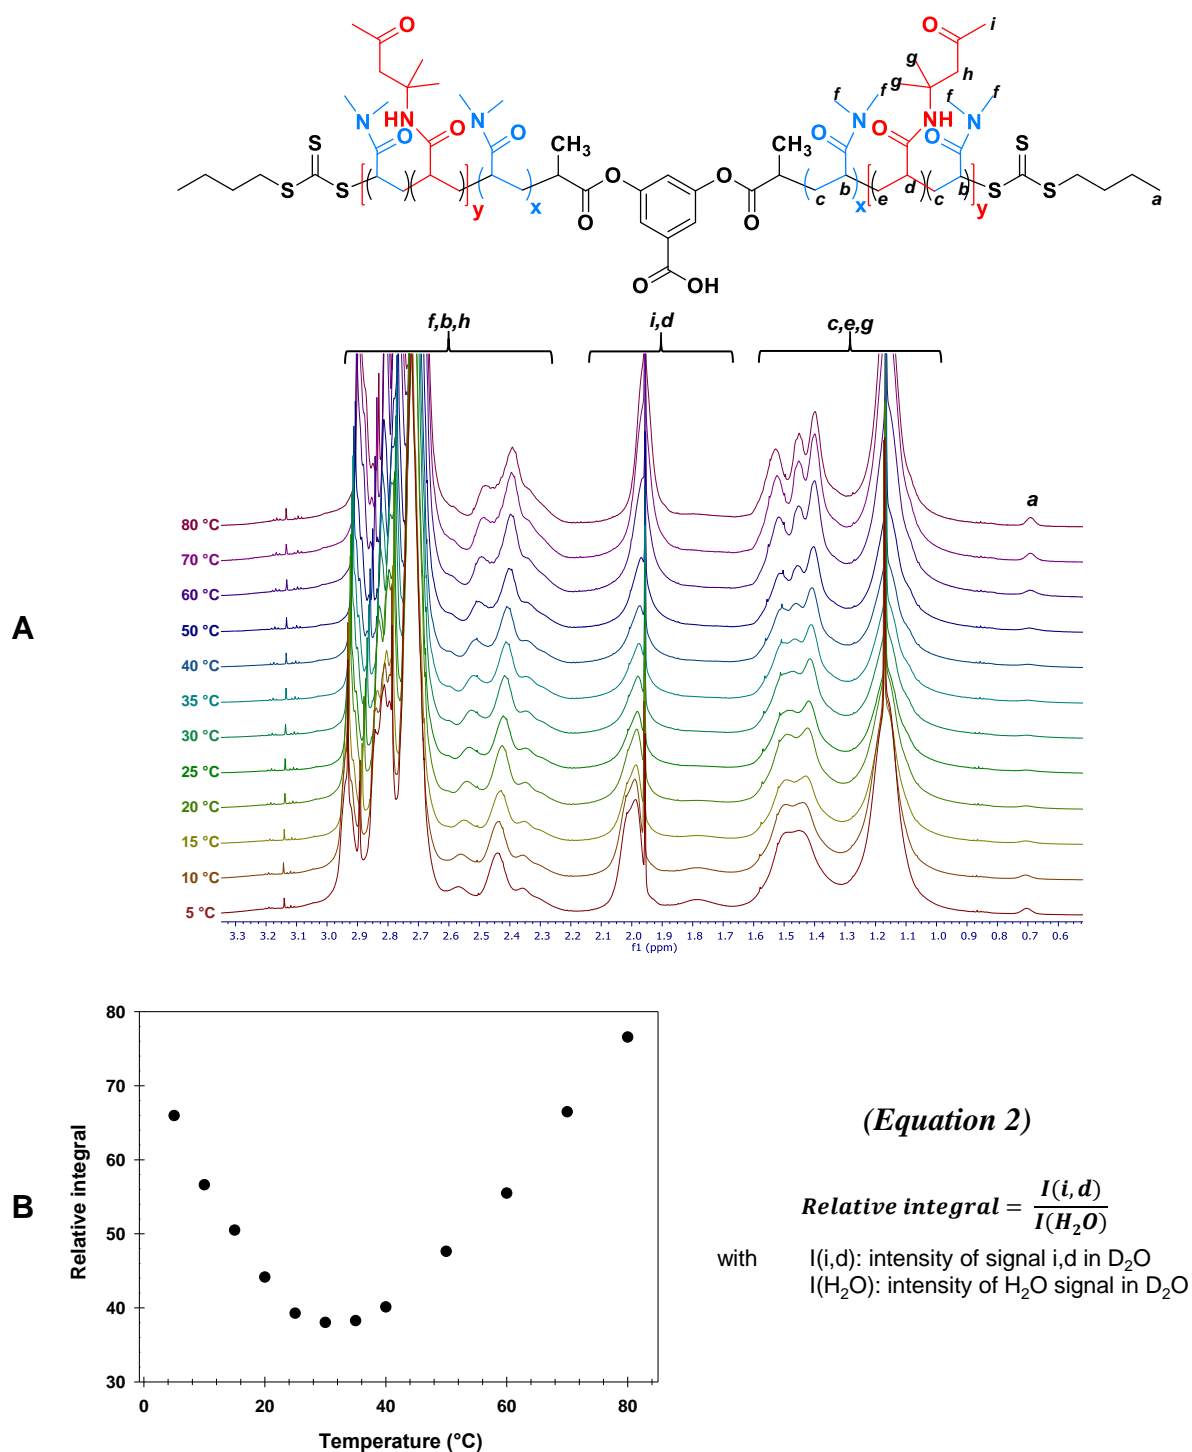 O O i
g h
g
f f f f
N HN N N NH N
O O O CH3 CH3 O O O
S S
S S O O S S
y x O O c b x e d c b y a
O OH
f,b,h i,d c,e,g
a
80 °C
70 °C
60 °C
50 °C
A
40 °C
35 °C
30 °C
25 °C
20 °C
15 °C
10 °C
5 °C
3.3 3.2 3.1 3.0 2.9 2.8 2.7 2.6 2.5 2.4 2.3 2.2 2.1 2.0 1.9 1.8 1.7 1.6 1.5 1.4 1.3 1.2 1.1 1.0 0.9 0.8 0.7 0.6
f1 (ppm)
B
Relative integral
80
70
60
50
40
30
0 20 40 60 80
Temperature (°C)
(Equation 2)
Relative integral = I(i,d) / I(H2O)
with I(i,d): intensity of signal i,d in D2O
I(H2O): intensity of H2O signal in D2O